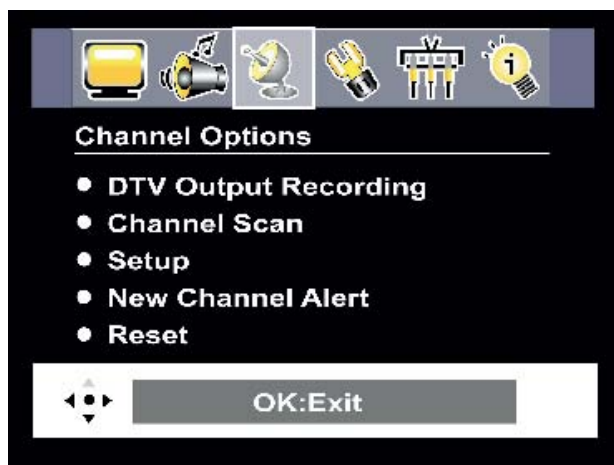 Channel Options
DTV Output Recording
Channel Scan
Setup
New Channel Alert
Reset
OK:Exit